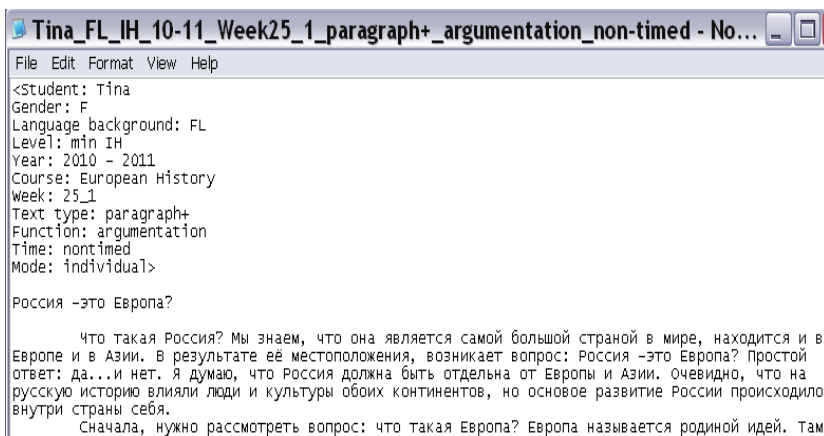 Tina_FL_IH_10-11_Week25_1_paragraph+_argumentation_non-timed - No...
File Edit Format View Help
<Student: Tina
Gender: F
Language background: FL
Level: min IH
Year: 2010 - 2011
Course: European History
Week: 25_1
Text type: paragraph+
Function: argumentation
Time: nontimed
Mode: individual>
Россия -это Европа?
Что такая Россия? Мы знаем, что она является самой большой страной в мире, находится и в
Европе и в Азии. В результате её местоположения, возникает вопрос: Россия -это Европа? Простой
ответ: да...и нет. Я думаю, что Россия должна быть отдельна от Европы и Азии. Очевидно, что на
русскую историю влияли люди и культуры обоих континентов, но основое развитие России происходило
внутри страны себя.
Сначала, нужно рассмотреть вопрос: что такая Европа? Европа называется родиной идей. Там